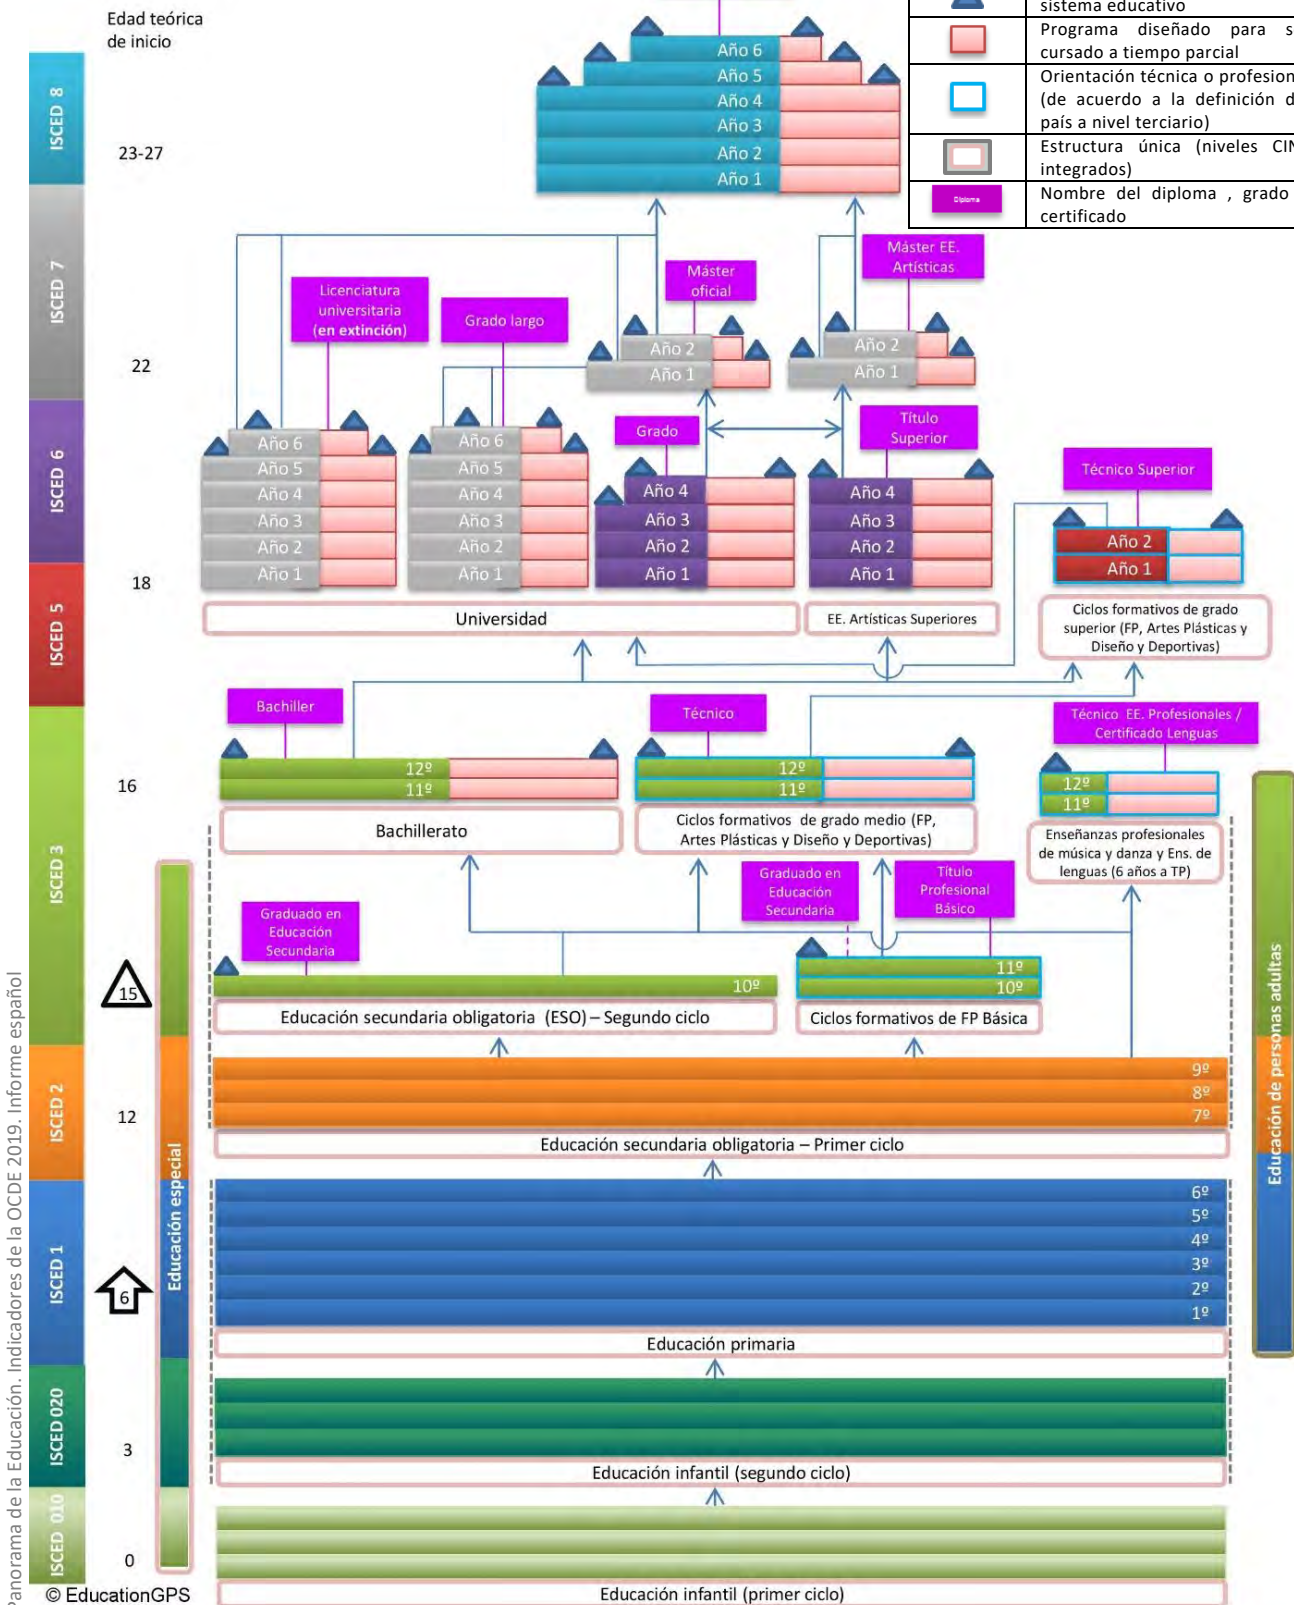 Edad teórica
de inicio
sistema educativo
Programa diseñado para s
cursado a tiempo parcial
Orientación técnica o profesion
(de acuerdo a la definición d
país a nivel terciario)
Estructura única (niveles CIN
integrados)
Diploma
Nombre del diploma , grado
certificado
ISCED 8
23-27
Año 6
Año 5
Año 4
Año 3
Año 2
Año 1
ISCED 7
22
Licenciatura
universitaria
(en extinción)
Grado largo
Máster
oficial
Máster EE.
Artísticas
Año 2
Año 1
Año 2
Año 1
ISCED 6
18
Grado
Título
Superior
Técnico Superior
Año 6
Año 5
Año 4
Año 3
Año 2
Año 1
Año 6
Año 5
Año 4
Año 3
Año 2
Año 1
Año 4
Año 3
Año 2
Año 1
Año 4
Año 3
Año 2
Año 1
Año 2
Año 1
ISCED 5
Universidad
EE. Artísticas Superiores
Ciclos formativos de grado
superior (FP, Artes Plásticas y
Diseño y Deportivas)
ISCED 3
16
Bachiller
Técnico
Técnico EE. Profesionales /
Certificado Lenguas
12º
11º
12º
11º
12º
11º
Bachillerato
Ciclos formativos de grado medio (FP,
Artes Plásticas y Diseño y Deportivas)
Enseñanzas profesionales
de música y danza y Ens. de
lenguas (6 años a TP)
15
Graduado en
Educación
Secundaria
Graduado en
Educación
Secundaria
Título
Profesional
Básico
10º
11º
10º
Educación secundaria obligatoria (ESO) – Segundo ciclo
Ciclos formativos de FP Básica
ISCED 2
12
9º
8º
7º
Educación secundaria obligatoria – Primer ciclo
ISCED 1
6
6º
5º
4º
3º
2º
1º
Educación primaria
ISCED 020
3
Educación infantil (segundo ciclo)
ISCED 010
0
Educación infantil (primer ciclo)
Educación especial
Educación de personas adultas
© EducationGPS
Panorama de la Educación. Indicadores de la OCDE 2019. Informe español